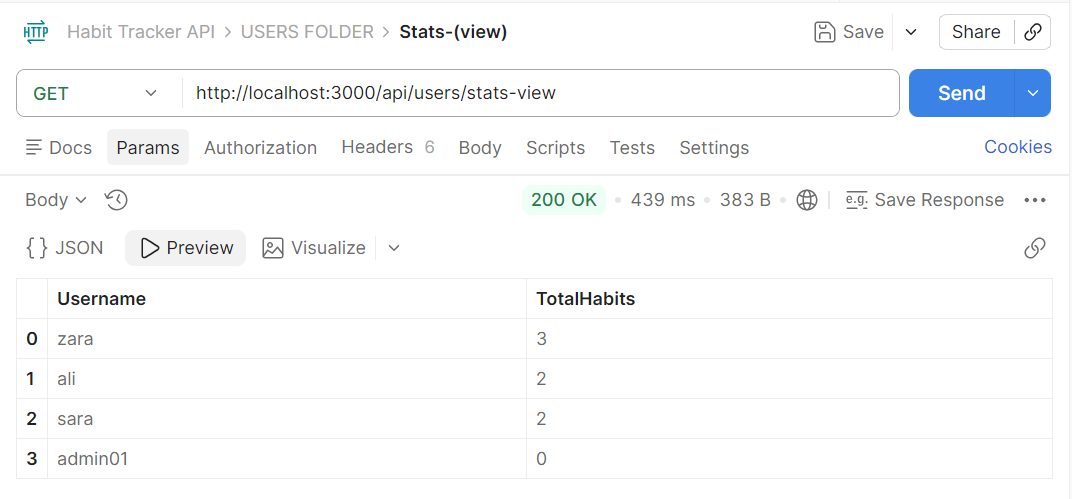 HTTP Habit Tracker API > USERS FOLDER > Stats-(view) Save Share
GET http://localhost:3000/api/users/stats-view Send
Docs Params Authorization Headers 6 Body Scripts Tests Settings Cookies
Body 200 OK • 439 ms • 383 B • e.g. Save Response
{} JSON Preview Visualize
Username TotalHabits
0 zara 3
1 ali 2
2 sara 2
3 admin01 0